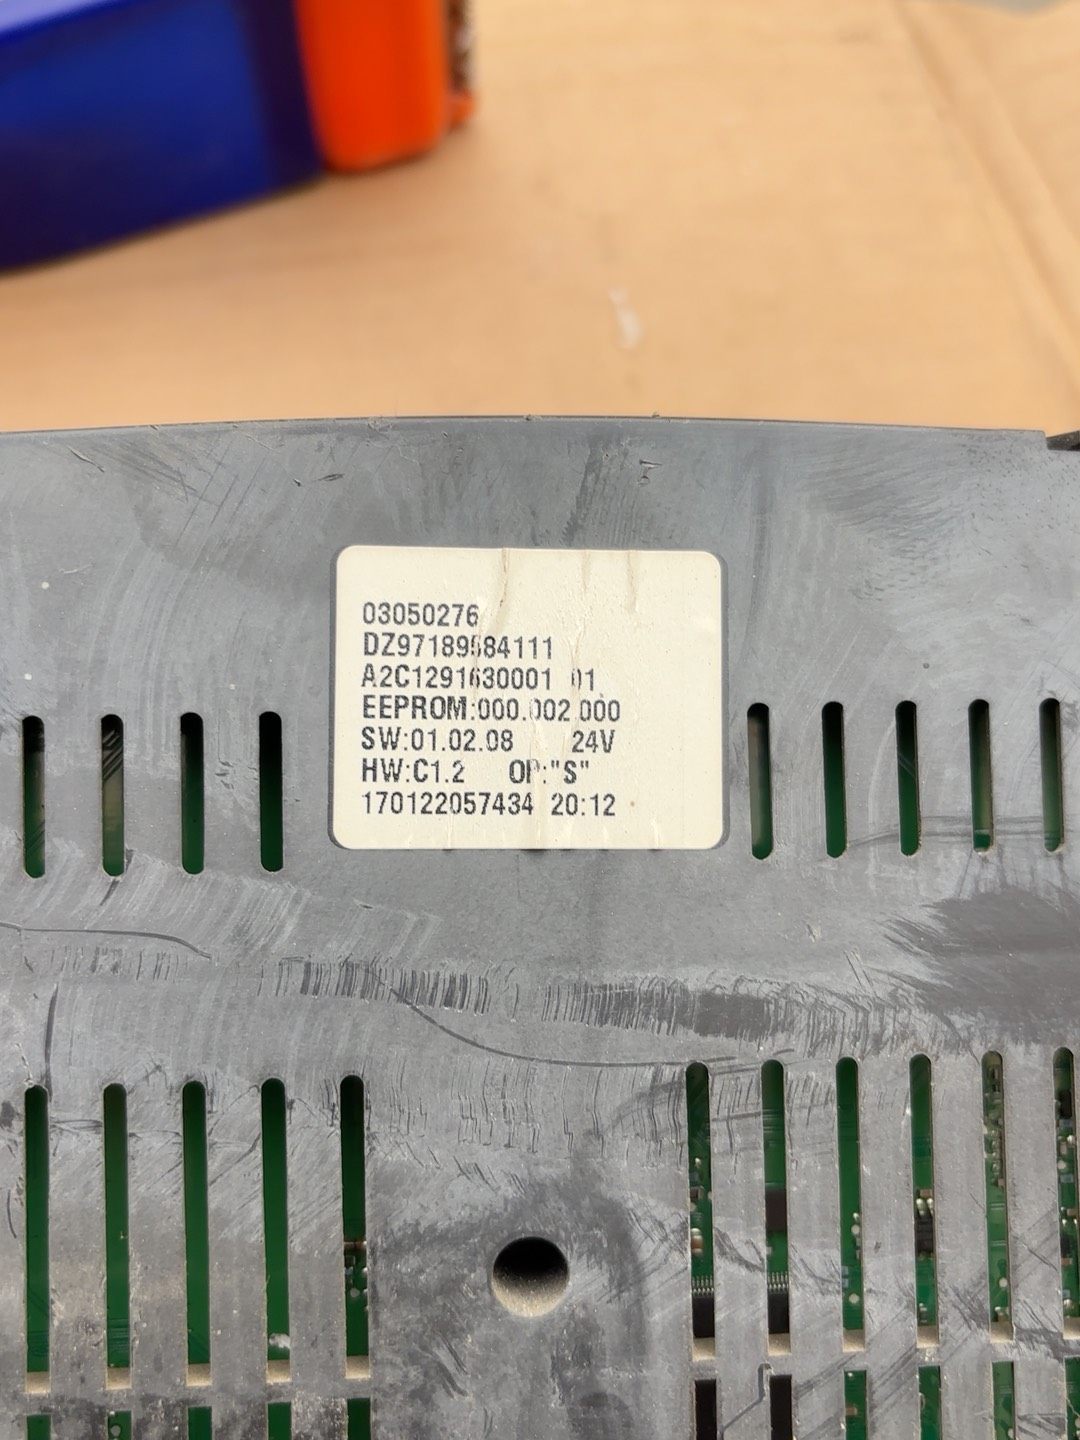 03050276
DZ97189584111
A2C1291630001 01
EEPROM:000.002.000
SW:01.02.08 24V
HW:C1.2 OP:"S"
170122057434 20:12